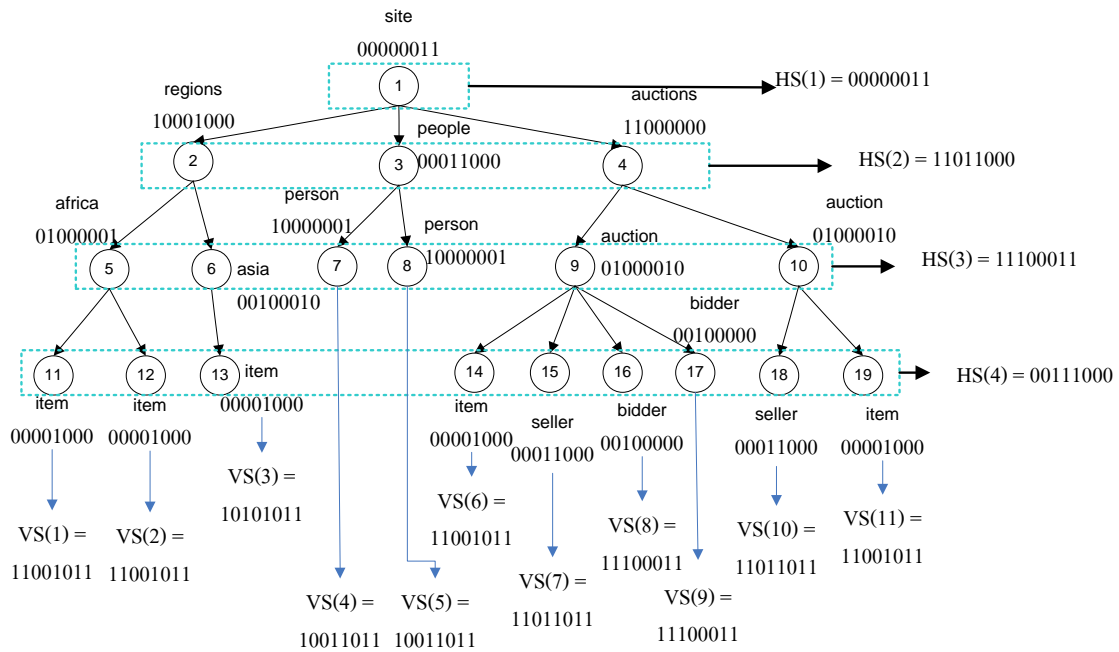 site
00000011
1
HS(1) = 00000011
regions
10001000
auctions
11000000
people
00011000
2
3
4
HS(2) = 11011000
africa
01000001
person
10000001
person
10000001
auction
01000010
auction
01000010
5
6
asia
00100010
7
8
9
10
HS(3) = 11100011
bidder
00100000
11
12
13
item
00001000
14
15
16
17
18
19
HS(4) = 00111000
item
00001000
item
00001000
item
00001000
seller
00011000
bidder
00100000
seller
00011000
item
00001000
VS(1) =
11001011
VS(2) =
11001011
VS(3) =
10101011
VS(4) =
10011011
VS(5) =
10011011
VS(6) =
11001011
VS(7) =
11011011
VS(8) =
11100011
VS(9) =
11100011
VS(10) =
11011011
VS(11) =
11001011